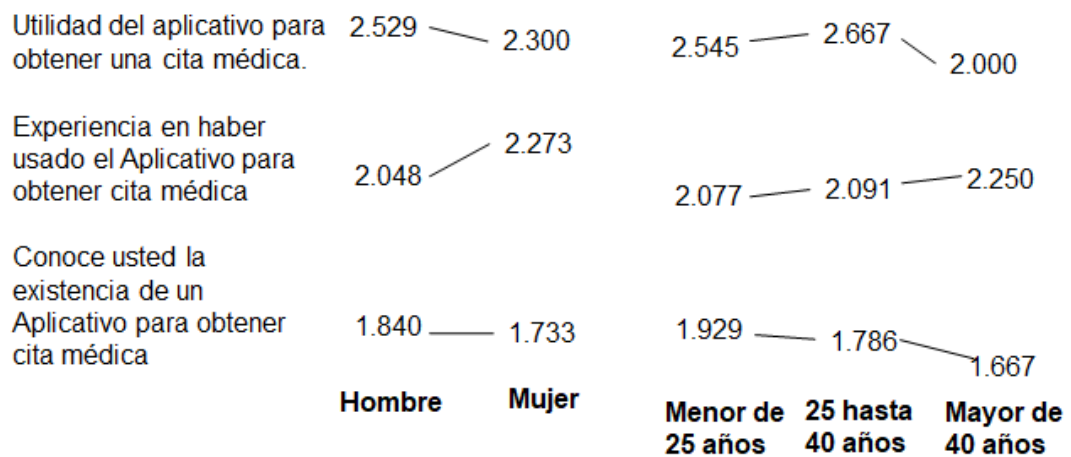 Utilidad del aplicativo para
obtener una cita médica.
2.529
2.300
2.545
2.667
2.000
Experiencia en haber
usado el Aplicativo para
obtener cita médica
2.048
2.273
2.077
2.091
2.250
Conoce usted la
existencia de un
Aplicativo para obtener
cita médica
1.840
1.733
1.929
1.786
1.667
Hombre
Mujer
Menor de
25 años
25 hasta
40 años
Mayor de
40 años